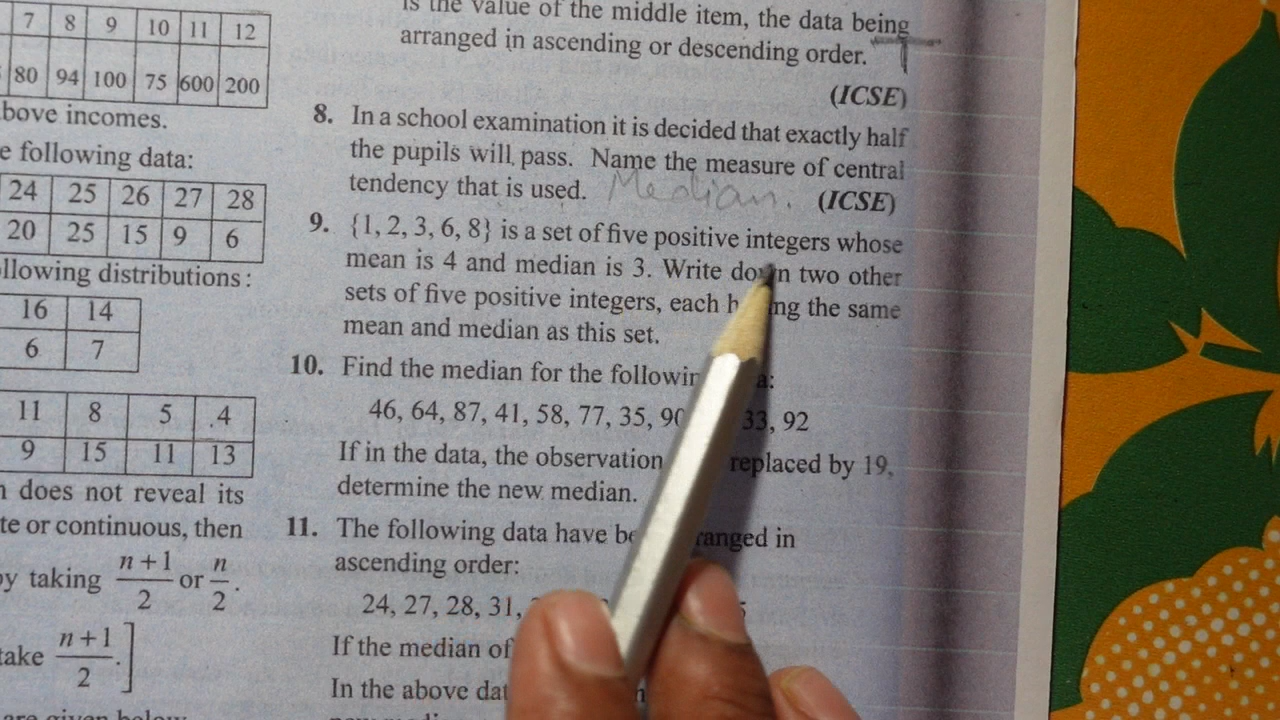 7 8 9 10 11 12
80 94 100 75 600 200
bove incomes.
e following data:
24 25 26 27 28
20 25 15 9 6
llowing distributions :
16 14
6 7
11 8 5 .4
9 15 11 13
does not reveal its
te or continuous, then
by taking n + 1 / 2 or n / 2 .
take n + 1 / 2 . ]
are given below
is the value of the middle item, the data being
arranged in ascending or descending order.
(ICSE)
8. In a school examination it is decided that exactly half
the pupils will pass. Name the measure of central
tendency that is used. Median. (ICSE)
9. {1, 2, 3, 6, 8} is a set of five positive integers whose
mean is 4 and median is 3. Write down two other
sets of five positive integers, each having the same
mean and median as this set.
10. Find the median for the following
46, 64, 87, 41, 58, 77, 35, 90 33, 92
If in the data, the observation replaced by 19,
determine the new median.
11. The following data have be ranged in
ascending order:
24, 27, 28, 31,
If the median of
In the above dat